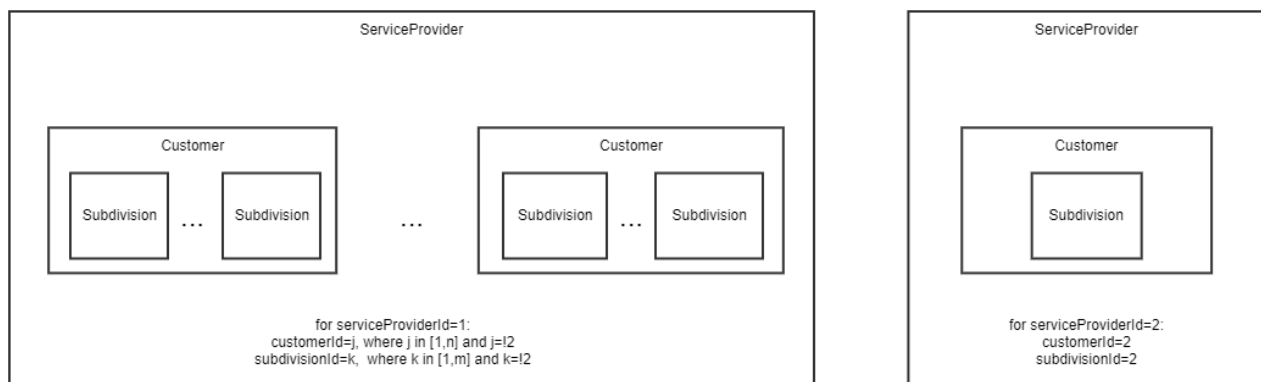 ServiceProvider
Customer
Subdivision
...
Subdivision
...
Customer
Subdivision
...
Subdivision
for serviceProviderId=1:
customerId=j, where j in [1,n] and j=!2
subdivisionId=k,  where k in [1,m] and k=!2
ServiceProvider
Customer
Subdivision
for serviceProviderId=2:
customerId=2
subdivisionId=2